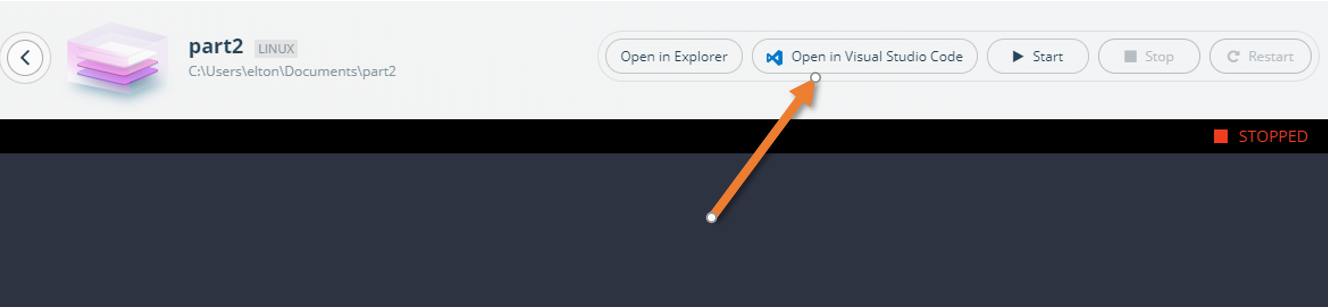 part2 LINUX
C:\Users\elton\Documents\part2
Open in Explorer
Open in Visual Studio Code
Start
Stop
Restart
STOPPED